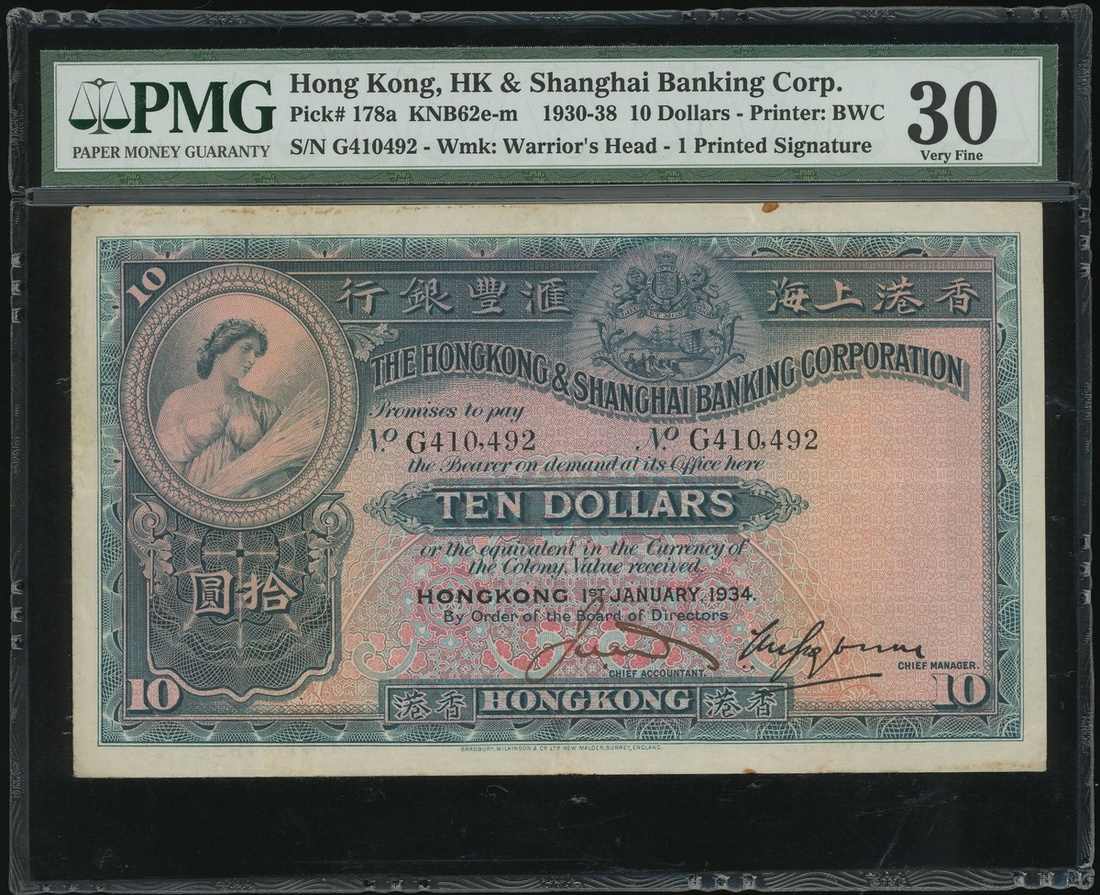 PMG
PAPER MONEY GUARANTY
Hong Kong, HK & Shanghai Banking Corp.
Pick# 178a KNB62e-m 1930-38 10 Dollars - Printer: BWC
S/N G410492 - Wmk: Warrior's Head - 1 Printed Signature
30
Very Fine
10
行銀豐滙 海上港香
THE HONGKONG & SHANGHAI BANKING CORPORATION
Promises to pay
No. G410,492 No. G410,492
the Bearer on demand at its Office here
TEN DOLLARS
or the equivalent in the Currency of
the Colony, Value received.
圓拾
HONGKONG 1ST JANUARY, 1934.
By Order of the Board of Directors
CHIEF ACCOUNTANT.
CHIEF MANAGER.
10 港香 HONGKONG 港香 10
BRADBURY, WILKINSON & Co. LTD. NEW MALDEN, SURREY, ENGLAND.